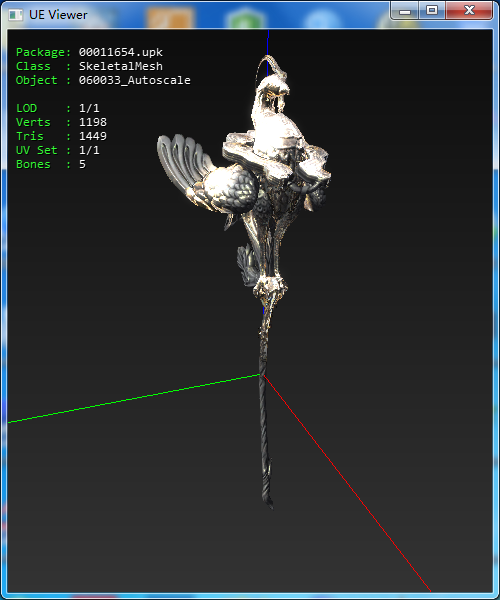 UE Viewer
Package: 00011654.upk
Class : SkeletalMesh
Object : 060033_Autoscale
LOD : 1/1
Verts : 1198
Tris : 1449
UV Set : 1/1
Bones : 5